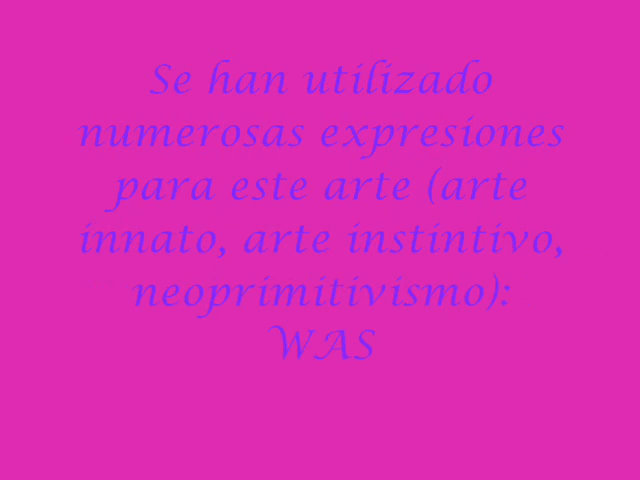 Se han utilizado
numerosas expresiones
para este arte (arte
innato, arte instintivo,
neoprimitivismo):
WAS